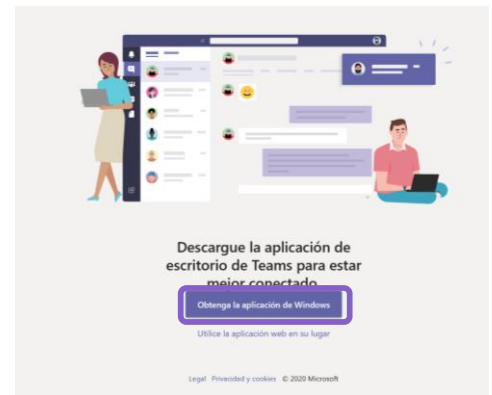 Descargue la aplicación de
escritorio de Teams para estar
mejor conectado
Obtenga la aplicación de Windows
Utilice la aplicación web en su lugar
Legal Privacidad y cookies © 2020 Microsoft